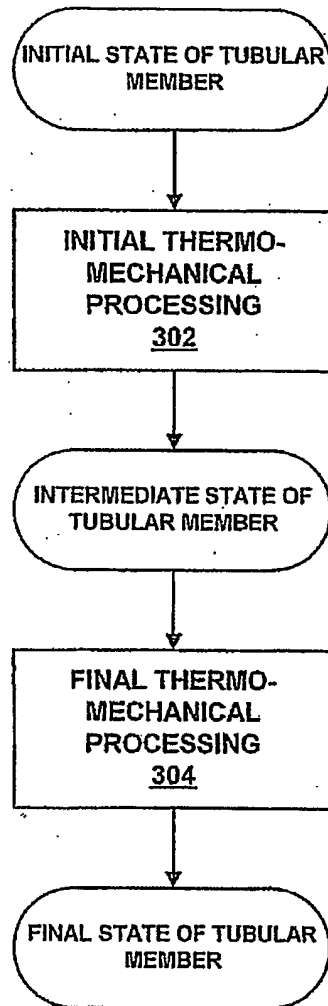 INITIAL STATE OF TUBULAR
MEMBER
INITIAL THERMO-
MECHANICAL
PROCESSING
302
INTERMEDIATE STATE OF
TUBULAR MEMBER
FINAL THERMO-
MECHANICAL
PROCESSING
304
FINAL STATE OF TUBULAR
MEMBER